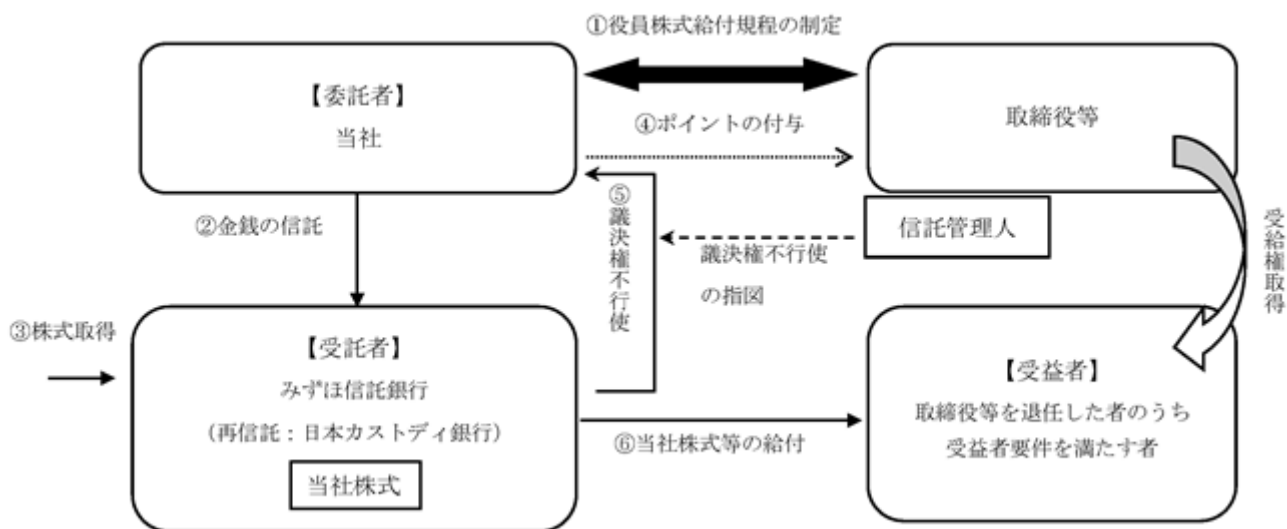 ①役員株式給付規程の制定
【委託者】
当社
④ポイントの付与
取締役等
②金銭の信託
⑤議決権不行使
議決権不行使
の指図
信託管理人
受給権取得
③株式取得
【受託者】
みずほ信託銀行
(再信託：日本カストディ銀行)
当社株式
⑥当社株式等の給付
【受益者】
取締役等を退任した者のうち
受益者要件を満たす者